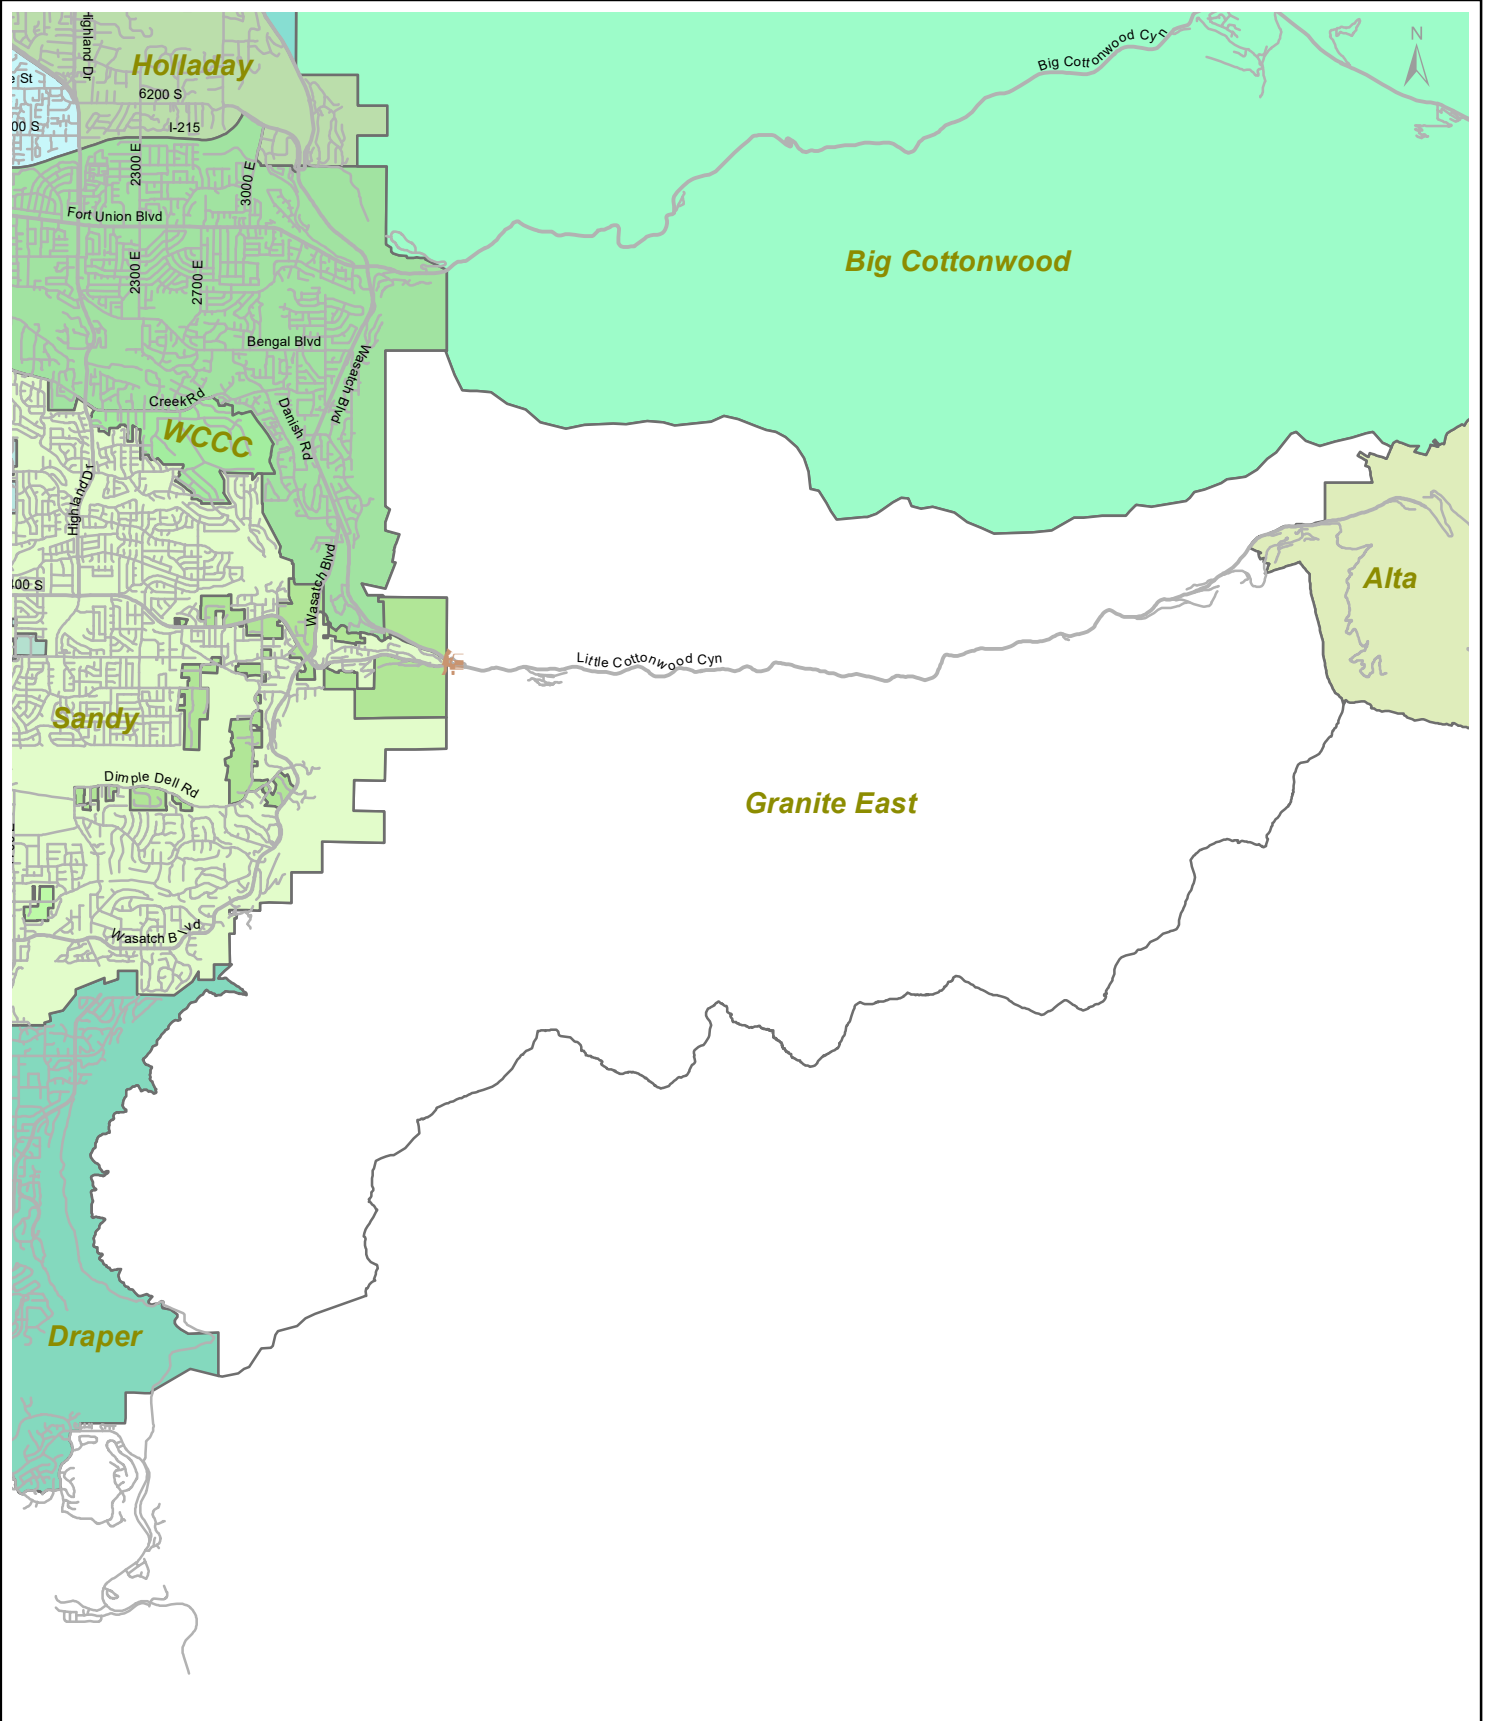 Highland Dr
Holladay
Big Cottonwood Cyn
N
St
6200 S
00 S
I-215
2300 E
3000 E
Fort Union Blvd
2300 E
2700 E
Big Cottonwood
Bengal Blvd
Wasatch Blvd
Creek Rd
Danish Rd
WCCC
Highland Dr
Wasatch Blvd
00 S
Alta
Little Cottonwood Cyn
Sandy
Dimple Dell Rd
Granite East
Wasatch Blvd
Draper